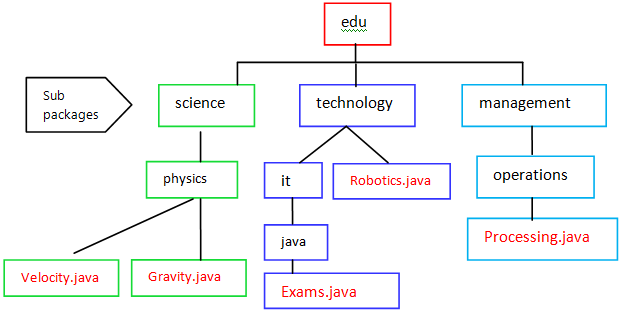 edu
Sub
packages
science
technology
management
physics
it
Robotics.java
operations
java
Processing.java
Velocity.java
Gravity.java
Exams.java